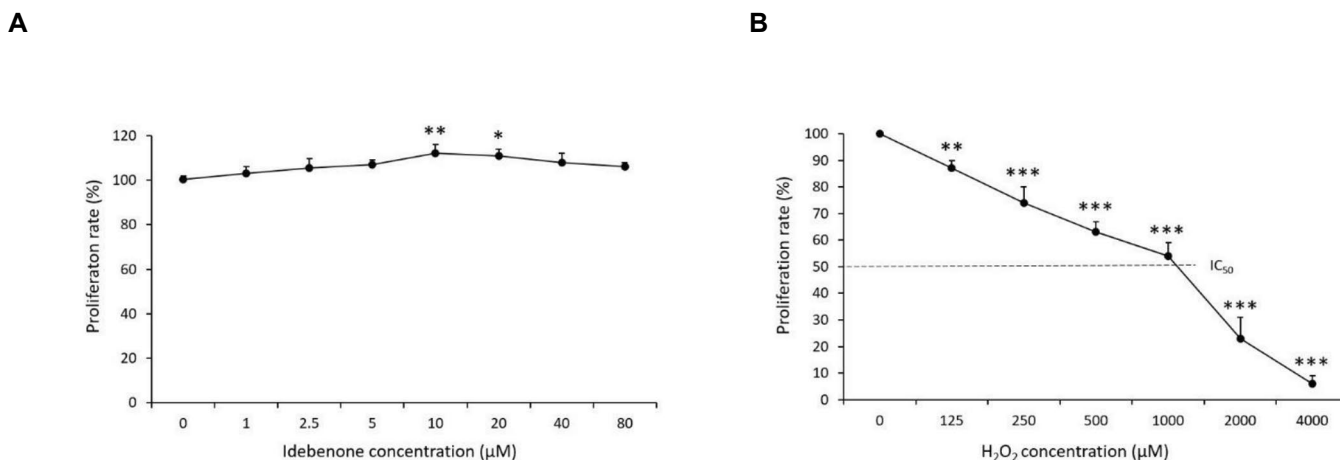 A
B
Proliferaton rate (%)
120
100
80
60
40
20
0
**
*
0 1 2.5 5 10 20 40 80
Idebenone concentration (μM)
Proliferation rate (%)
100
90
80
70
60
50
40
30
20
10
0
**
***
***
***
***
***
IC₅₀
0 125 250 500 1000 2000 4000
H₂O₂ concentration (μM)